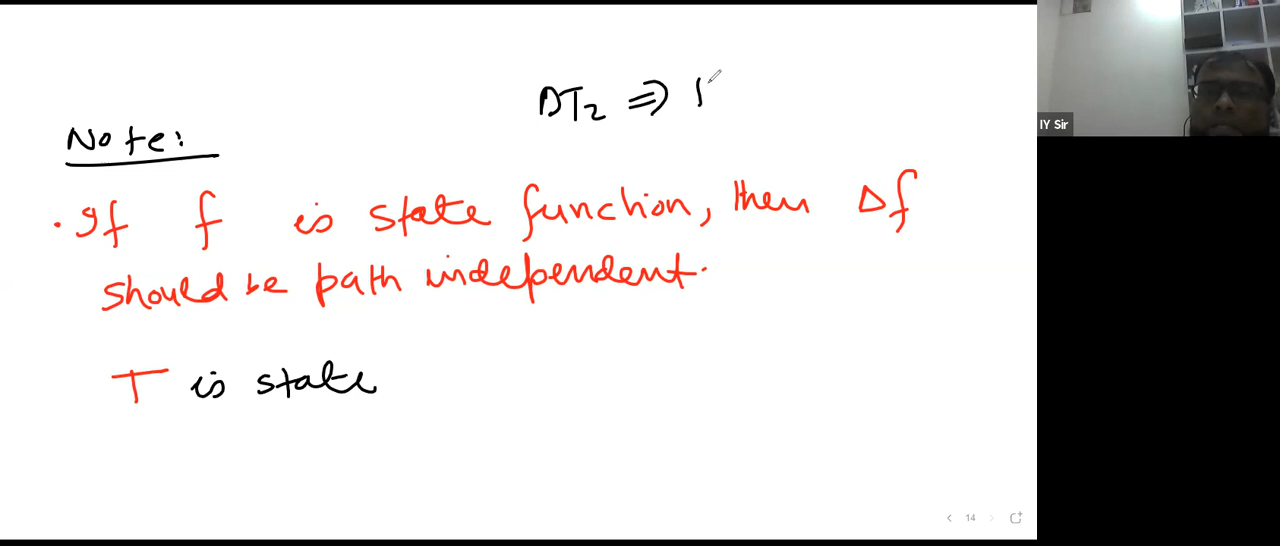 ΔT2 ⇒
Note:
. If f is state function, then Δf
should be path independent.
T is state
IY Sir
< 14 >